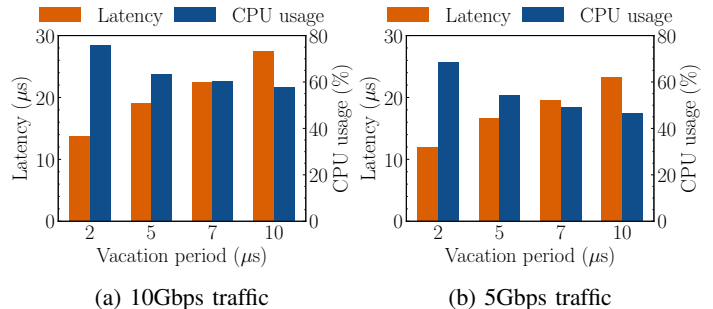 Latency CPU usage
30
20
10
0
Latency (μs)
80
60
40
20
0
CPU usage (%)
2 5 7 10
Vacation period (μs)
(a) 10Gbps traffic
Latency CPU usage
30
20
10
0
Latency (μs)
80
60
40
20
0
CPU usage (%)
2 5 7 10
Vacation period (μs)
(b) 5Gbps traffic